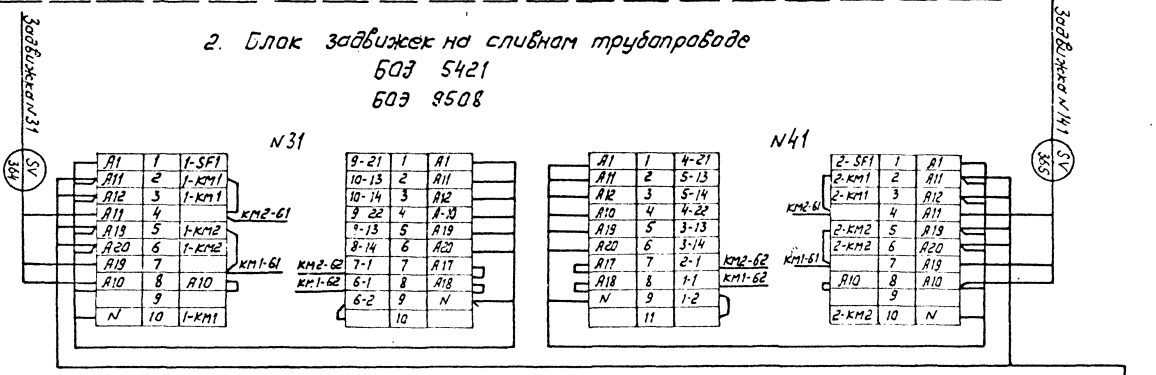 Задвижка N31
SV
364
2. Блок задвижек на сливном трубопроводе
БОЗ 5421
БОЭ 9508
N31
N41
Задвижка N141
SV
365
A1 1 1-SF1
A11 2 1-KM1
A12 3 1-KM1
A11 4
A19 5 1-KM2
A20 6 1-KM2
A19 7
A10 8 A10
9
N 10 1-KM1
KM2-61
KM1-61
9-21 1 A1
10-13 2 A11
10-14 3 A12
9 22 4 A-10
9-13 5 A19
8-14 6 A20
7-1 7 A17
6-1 8 A18
6-2 9 N
10
KM2-62
KM1-62
A1 1 4-21
A11 2 5-13
A12 3 5-14
A10 4 4-22
A19 5 3-13
A20 6 3-14
A17 7 2-1
A18 8 1-1
N 9 1-2
11
KM2-62
KM1-62
KM2-61
KM1-61
2-SF1 1 A1
2-KM1 2 A11
2-KM1 3 A12
4 A11
2-KM2 5 A19
2-KM2 6 A20
7 A19
A10 8 A10
9
2-KM2 10 N